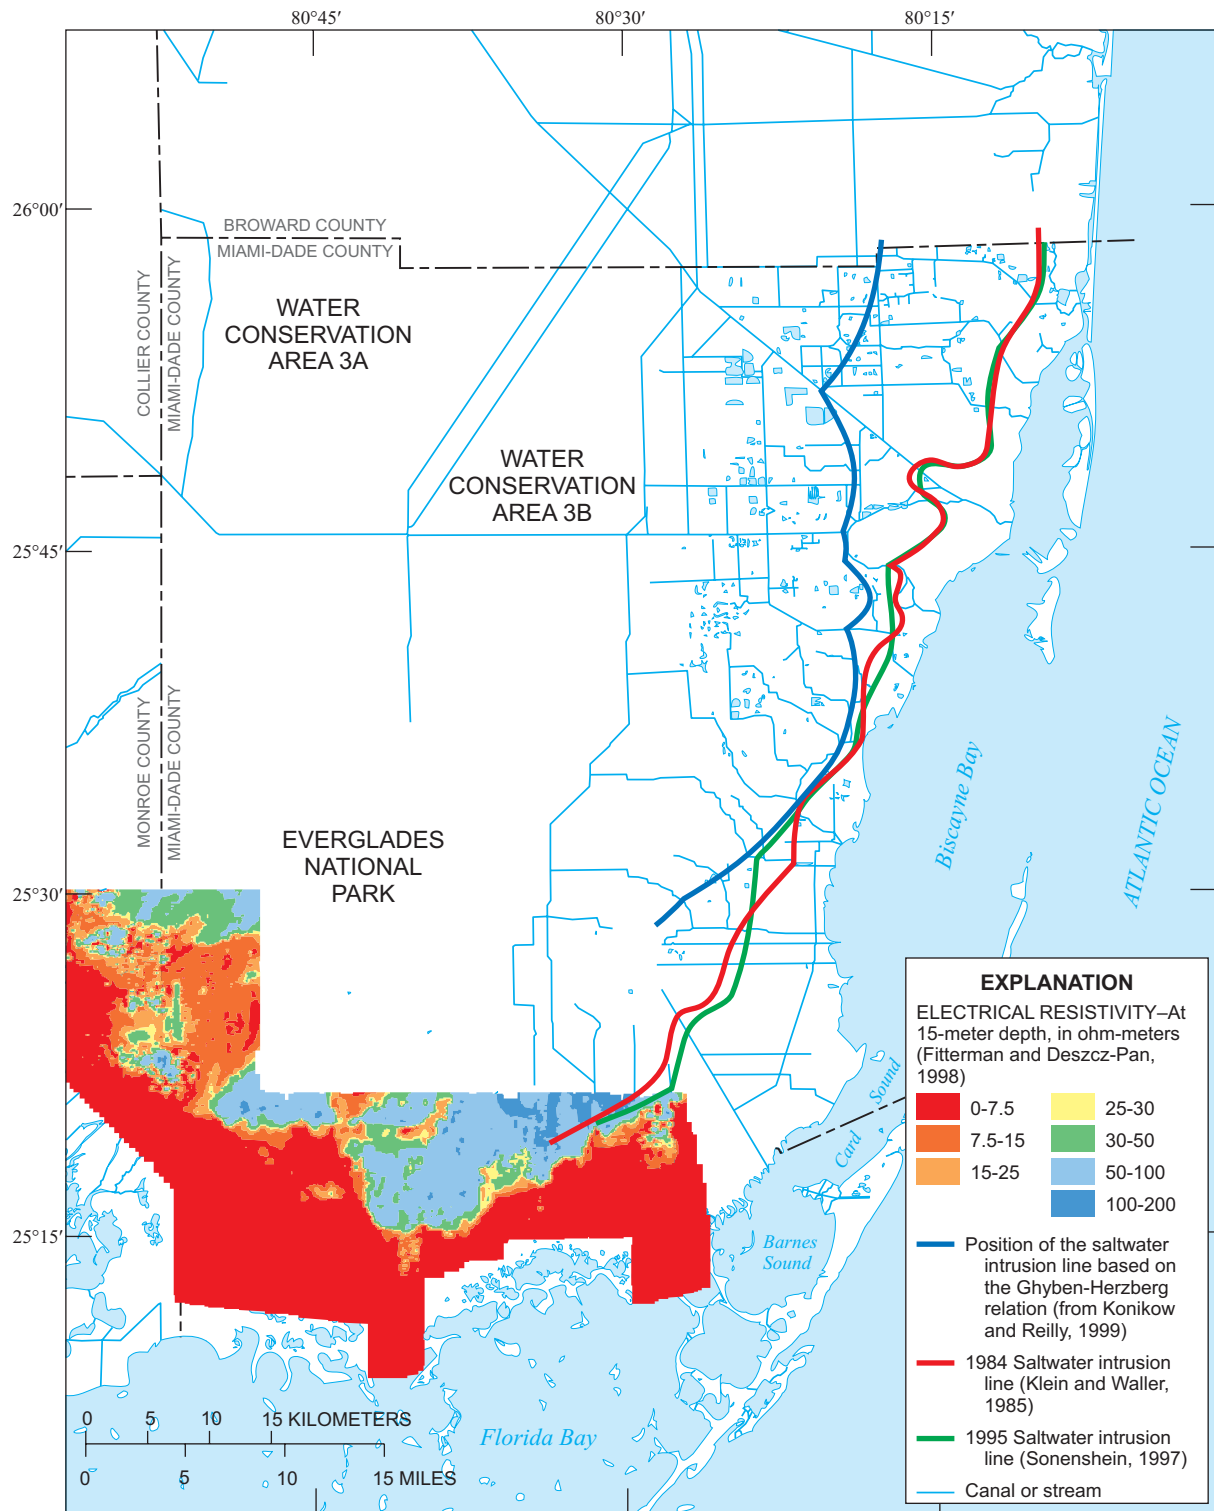 80°45′
80°30′
80°15′
26°00′
BROWARD COUNTY
MIAMI-DADE COUNTY
COLLIER COUNTY
MIAMI-DADE COUNTY
WATER
CONSERVATION
AREA 3A
WATER
CONSERVATION
AREA 3B
25°45′
MONROE COUNTY
MIAMI-DADE COUNTY
Biscayne Bay
ATLANTIC OCEAN
EVERGLADES
NATIONAL
PARK
25°30′
25°15′
Card Sound
Barnes
Sound
Florida Bay
0 5 10 15 KILOMETERS
0 5 10 15 MILES
EXPLANATION
ELECTRICAL RESISTIVITY–At
15-meter depth, in ohm-meters
(Fitterman and Deszcz-Pan,
1998)
0-7.5
7.5-15
15-25
25-30
30-50
50-100
100-200
Position of the saltwater
intrusion line based on
the Ghyben-Herzberg
relation (from Konikow
and Reilly, 1999)
1984 Saltwater intrusion
line (Klein and Waller,
1985)
1995 Saltwater intrusion
line (Sonenshein, 1997)
Canal or stream